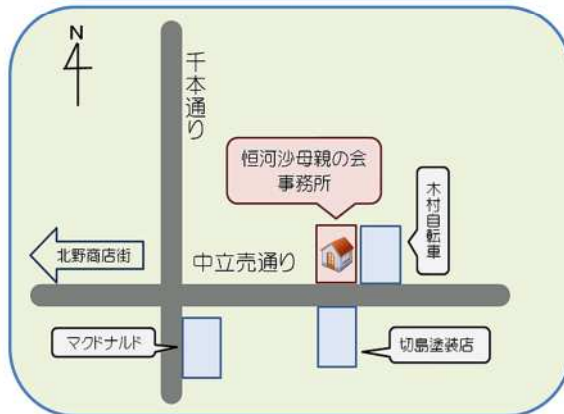 N
千本通り
恒河沙母親の会
事務所
木村自転車
北野商店街
中立売通り
マクドナルド
切島塗装店